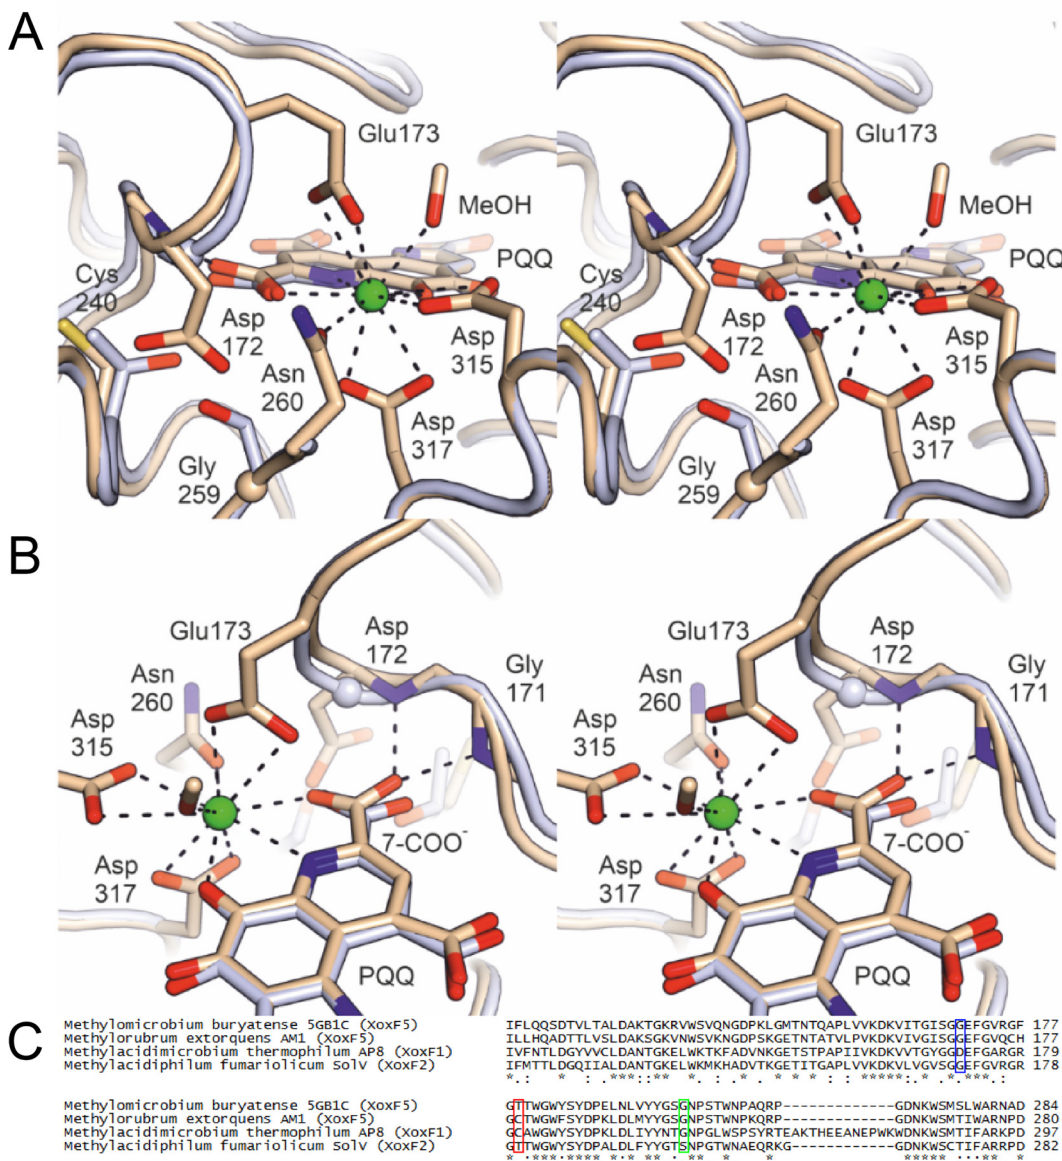 A
Glu173
MeOH
PQQ
Cys
240
Asp
172
Asn
260
Asp
315
Gly
259
Asp
317
Glu173
MeOH
PQQ
Cys
240
Asp
172
Asn
260
Asp
315
Gly
259
Asp
317
B
Glu173
Asp
172
Gly
171
Asn
260
Asp
315
7-COO-
Asp
317
PQQ
Glu173
Asp
172
Gly
171
Asn
260
Asp
315
7-COO-
Asp
317
PQQ
C
Methylomicrobium buryatense 5GB1C (XoxF5) IFLQQSDTVLTALDAKTGKRVWSVQNGDPKLGMTNTQAPLVVKDKVITGISGGEFGVRGF 177
Methylorubrum extorquens AM1 (XoxF5) ILLHQADTTLVSLDAKSGKVNWSVKNGDPSKGETNTATVLPVKDKVIVGISGGEFGVQCH 177
Methylacidimicrobium thermophilum AP8 (XoxF1) IVFNTLDGYVVCLDANTGKELWKTKFADVNKGETSTPAPIIVKDKVVTGYGGDEFGARGR 179
Methylacidiphilum fumariolicum SolV (XoxF2) IFMTTLDGQIIALDANTGKELWKMKHADVTKGETITGAPLVVKDKVLVGVSGGEFGVRGR 178
Methylomicrobium buryatense 5GB1C (XoxF5) GTTWGWYSYDPELNLVYYGSGNPSTWNPAQRP--------------GDNKWSMSLWARNAD 284
Methylorubrum extorquens AM1 (XoxF5) GCTWGWFSYDPKLDLMYYGSGNPSTWNPKQRP--------------GDNKWSMTIWARNPD 280
Methylacidimicrobium thermophilum AP8 (XoxF1) GCAWGWYSYDPKLDLIYYNTGNPGLWSPSYRTEAKTHEEANEPWKWDNKWSMTIFARKPD 297
Methylacidiphilum fumariolicum SolV (XoxF2) GTTWGWYSYDPALDLFYYGTSNPGTWNAEQRKG-------------GDNKWSCTIFARRPD 282